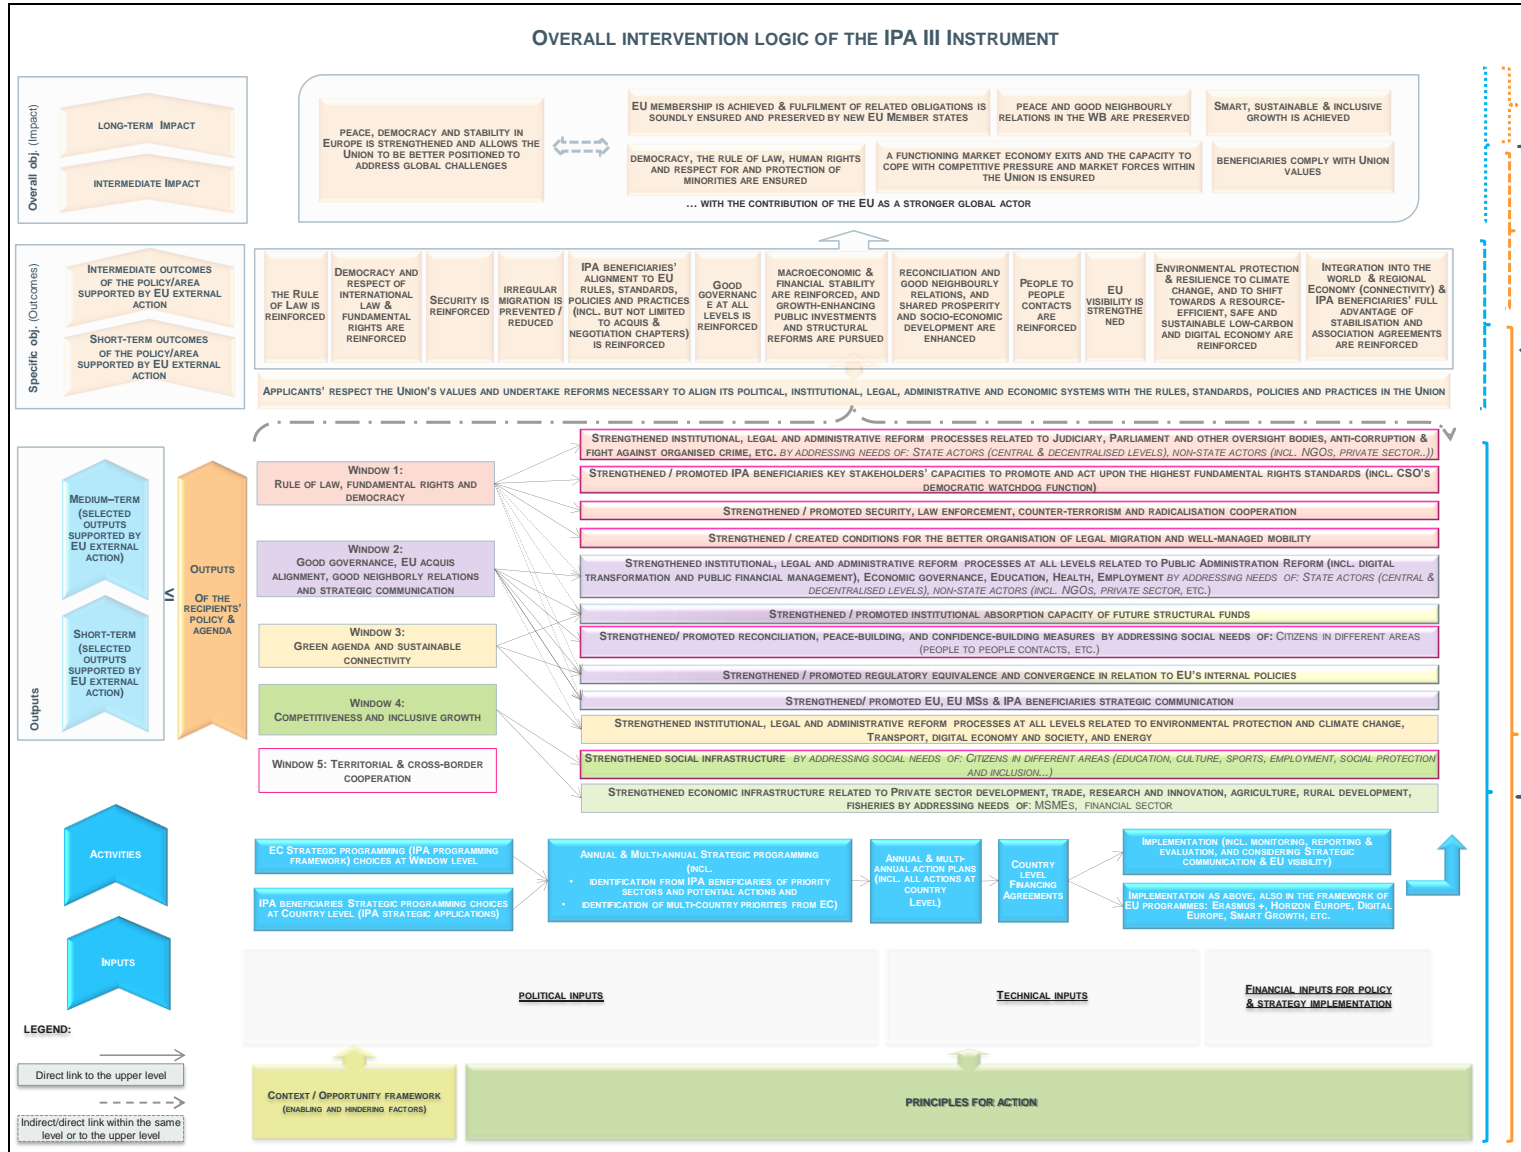 OVERALL INTERVENTION LOGIC OF THE IPA III INSTRUMENT
Overall obj. (Impact)
LONG-TERM IMPACT
INTERMEDIATE IMPACT
PEACE, DEMOCRACY AND STABILITY IN
EUROPE IS STRENGTHENED AND ALLOWS THE
UNION TO BE BETTER POSITIONED TO
ADDRESS GLOBAL CHALLENGES
EU MEMBERSHIP IS ACHIEVED & FULFILMENT OF RELATED OBLIGATIONS IS
SOUNDLY ENSURED AND PRESERVED BY NEW EU MEMBER STATES
PEACE AND GOOD NEIGHBOURLY
RELATIONS IN THE WB ARE PRESERVED
SMART, SUSTAINABLE & INCLUSIVE
GROWTH IS ACHIEVED
DEMOCRACY, THE RULE OF LAW, HUMAN RIGHTS
AND RESPECT FOR AND PROTECTION OF
MINORITIES ARE ENSURED
A FUNCTIONING MARKET ECONOMY EXITS AND THE CAPACITY TO
COPE WITH COMPETITIVE PRESSURE AND MARKET FORCES WITHIN
THE UNION IS ENSURED
BENEFICIARIES COMPLY WITH UNION
VALUES
... WITH THE CONTRIBUTION OF THE EU AS A STRONGER GLOBAL ACTOR
Specific obj. (Outcomes)
INTERMEDIATE OUTCOMES
OF THE POLICY/AREA
SUPPORTED BY EU EXTERNAL
ACTION
SHORT-TERM OUTCOMES
OF THE POLICY/AREA
SUPPORTED BY EU EXTERNAL
ACTION
THE RULE
OF LAW IS
REINFORCED
DEMOCRACY AND
RESPECT OF
INTERNATIONAL
LAW &
FUNDAMENTAL
RIGHTS ARE
REINFORCED
SECURITY IS
REINFORCED
IRREGULAR
MIGRATION IS
PREVENTED /
REDUCED
IPA BENEFICIARIES'
ALIGNMENT TO EU
RULES, STANDARDS,
POLICIES AND PRACTICES
(INCL. BUT NOT LIMITED
TO ACQUIS &
NEGOTIATION CHAPTERS)
IS REINFORCED
GOOD
GOVERNANC
E AT ALL
LEVELS IS
REINFORCED
MACROECONOMIC &
FINANCIAL STABILITY
ARE REINFORCED, AND
GROWTH-ENHANCING
PUBLIC INVESTMENTS
AND STRUCTURAL
REFORMS ARE PURSUED
RECONCILIATION AND
GOOD NEIGHBOURLY
RELATIONS, AND
SHARED PROSPERITY
AND SOCIO-ECONOMIC
DEVELOPMENT ARE
ENHANCED
PEOPLE TO
PEOPLE
CONTACTS
ARE
REINFORCED
EU
VISIBILITY IS
STRENGTHE
NED
ENVIRONMENTAL PROTECTION
& RESILIENCE TO CLIMATE
CHANGE, AND TO SHIFT
TOWARDS A RESOURCE-
EFFICIENT, SAFE AND
SUSTAINABLE LOW-CARBON
AND DIGITAL ECONOMY ARE
REINFORCED
INTEGRATION INTO THE
WORLD & REGIONAL
ECONOMY (CONNECTIVITY) &
IPA BENEFICIARIES' FULL
ADVANTAGE OF
STABILISATION AND
ASSOCIATION AGREEMENTS
ARE REINFORCED
APPLICANTS' RESPECT THE UNION'S VALUES AND UNDERTAKE REFORMS NECESSARY TO ALIGN ITS POLITICAL, INSTITUTIONAL, LEGAL, ADMINISTRATIVE AND ECONOMIC SYSTEMS WITH THE RULES, STANDARDS, POLICIES AND PRACTICES IN THE UNION
Outputs
MEDIUM–TERM
(SELECTED
OUTPUTS
SUPPORTED BY
EU EXTERNAL
ACTION)
SHORT-TERM
(SELECTED
OUTPUTS
SUPPORTED BY
EU EXTERNAL
ACTION)
≤
OUTPUTS
OF THE
RECIPIENTS'
POLICY &
AGENDA
WINDOW 1:
RULE OF LAW, FUNDAMENTAL RIGHTS AND
DEMOCRACY
WINDOW 2:
GOOD GOVERNANCE, EU ACQUIS
ALIGNMENT, GOOD NEIGHBORLY RELATIONS
AND STRATEGIC COMMUNICATION
WINDOW 3:
GREEN AGENDA AND SUSTAINABLE
CONNECTIVITY
WINDOW 4:
COMPETITIVENESS AND INCLUSIVE GROWTH
WINDOW 5: TERRITORIAL & CROSS-BORDER
COOPERATION
STRENGTHENED INSTITUTIONAL, LEGAL AND ADMINISTRATIVE REFORM PROCESSES RELATED TO JUDICIARY, PARLIAMENT AND OTHER OVERSIGHT BODIES, ANTI-CORRUPTION &
FIGHT AGAINST ORGANISED CRIME, ETC. BY ADDRESSING NEEDS OF: STATE ACTORS (CENTRAL & DECENTRALISED LEVELS), NON-STATE ACTORS (INCL. NGOS, PRIVATE SECTOR..))
STRENGTHENED / PROMOTED IPA BENEFICIARIES KEY STAKEHOLDERS' CAPACITIES TO PROMOTE AND ACT UPON THE HIGHEST FUNDAMENTAL RIGHTS STANDARDS (INCL. CSO'S
DEMOCRATIC WATCHDOG FUNCTION)
STRENGTHENED / PROMOTED SECURITY, LAW ENFORCEMENT, COUNTER-TERRORISM AND RADICALISATION COOPERATION
STRENGTHENED / CREATED CONDITIONS FOR THE BETTER ORGANISATION OF LEGAL MIGRATION AND WELL-MANAGED MOBILITY
STRENGTHENED INSTITUTIONAL, LEGAL AND ADMINISTRATIVE REFORM PROCESSES AT ALL LEVELS RELATED TO PUBLIC ADMINISTRATION REFORM (INCL. DIGITAL
TRANSFORMATION AND PUBLIC FINANCIAL MANAGEMENT), ECONOMIC GOVERNANCE, EDUCATION, HEALTH, EMPLOYMENT BY ADDRESSING NEEDS OF: STATE ACTORS (CENTRAL &
DECENTRALISED LEVELS), NON-STATE ACTORS (INCL. NGOS, PRIVATE SECTOR, ETC.)
STRENGTHENED / PROMOTED INSTITUTIONAL ABSORPTION CAPACITY OF FUTURE STRUCTURAL FUNDS
STRENGTHENED/ PROMOTED RECONCILIATION, PEACE-BUILDING, AND CONFIDENCE-BUILDING MEASURES BY ADDRESSING SOCIAL NEEDS OF: CITIZENS IN DIFFERENT AREAS
(PEOPLE TO PEOPLE CONTACTS, ETC.)
STRENGTHENED / PROMOTED REGULATORY EQUIVALENCE AND CONVERGENCE IN RELATION TO EU'S INTERNAL POLICIES
STRENGTHENED/ PROMOTED EU, EU MSS & IPA BENEFICIARIES STRATEGIC COMMUNICATION
STRENGTHENED INSTITUTIONAL, LEGAL AND ADMINISTRATIVE REFORM PROCESSES AT ALL LEVELS RELATED TO ENVIRONMENTAL PROTECTION AND CLIMATE CHANGE,
TRANSPORT, DIGITAL ECONOMY AND SOCIETY, AND ENERGY
STRENGTHENED SOCIAL INFRASTRUCTURE BY ADDRESSING SOCIAL NEEDS OF: CITIZENS IN DIFFERENT AREAS (EDUCATION, CULTURE, SPORTS, EMPLOYMENT, SOCIAL PROTECTION
AND INCLUSION...)
STRENGTHENED ECONOMIC INFRASTRUCTURE RELATED TO PRIVATE SECTOR DEVELOPMENT, TRADE, RESEARCH AND INNOVATION, AGRICULTURE, RURAL DEVELOPMENT,
FISHERIES BY ADDRESSING NEEDS OF: MSMES, FINANCIAL SECTOR
ACTIVITIES
EC STRATEGIC PROGRAMMING (IPA PROGRAMMING
FRAMEWORK) CHOICES AT WINDOW LEVEL
IPA BENEFICIARIES STRATEGIC PROGRAMMING CHOICES
AT COUNTRY LEVEL (IPA STRATEGIC APPLICATIONS)
ANNUAL & MULTI-ANNUAL STRATEGIC PROGRAMMING
(INCL.
• IDENTIFICATION FROM IPA BENEFICIARIES OF PRIORITY
SECTORS AND POTENTIAL ACTIONS AND
• IDENTIFICATION OF MULTI-COUNTRY PRIORITIES FROM EC)
ANNUAL & MULTI-
ANNUAL ACTION PLANS
(INCL. ALL ACTIONS AT
COUNTRY
LEVEL)
COUNTRY
LEVEL
FINANCING
AGREEMENTS
IMPLEMENTATION (INCL. MONITORING, REPORTING &
EVALUATION, AND CONSIDERING STRATEGIC
COMMUNICATION & EU VISIBILITY)
IMPLEMENTATION AS ABOVE, ALSO IN THE FRAMEWORK OF
EU PROGRAMMES: ERASMUS +, HORIZON EUROPE, DIGITAL
EUROPE, SMART GROWTH, ETC.
INPUTS
POLITICAL INPUTS
TECHNICAL INPUTS
FINANCIAL INPUTS FOR POLICY
& STRATEGY IMPLEMENTATION
LEGEND:
Direct link to the upper level
Indirect/direct link within the same
level or to the upper level
CONTEXT / OPPORTUNITY FRAMEWORK
(ENABLING AND HINDERING FACTORS)
PRINCIPLES FOR ACTION